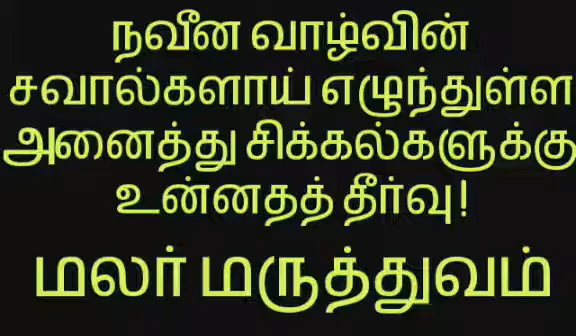 நவீன வாழ்வின்
சவால்களாய் எழுந்துள்ள
அனைத்து சிக்கல்களுக்கு
உன்னதத் தீர்வு !
மலர் மருத்துவம்